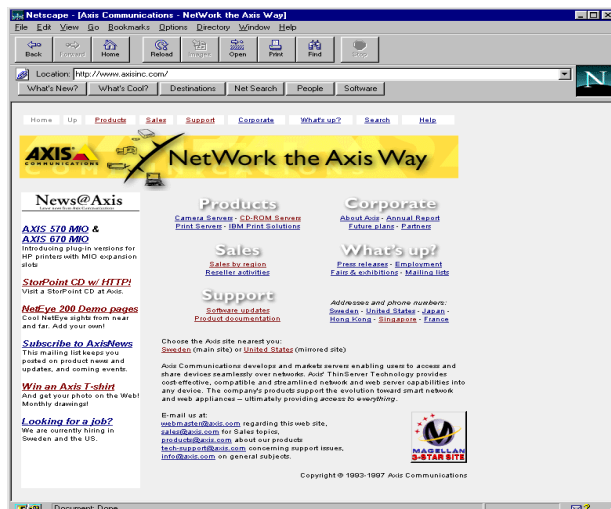 Netscape - [Axis Communications - NetWork the Axis Way]
File Edit View Go Bookmarks Options Directory Window Help
Back Forward Home Reload Images Open Print Find Stop
Location: http://www.axisinc.com/
N
What's New? What's Cool? Destinations Net Search People Software
Home Up Products Sales Support Corporate What's up? Search Help
AXIS
COMMUNICATIONS
NetWork the Axis Way
News@Axis
AXIS 570 MIO &
AXIS 670 MIO
Introducing plug-in versions for
HP printers with MIO expansion
slots
StorPoint CD w/ HTTP!
Visit a StorPoint CD at Axis.
NetEye 200 Demo pages
Cool NetEye sights from near
and far. Add your own!
Subscribe to AxisNews
This mailing list keeps you
posted on product news and
updates, and coming events.
Win an Axis T-shirt
And get your photo on the Web!
Monthly drawings!
Looking for a job?
We are currently hiring in
Sweden and the US.
Products
Camera Servers - CD-ROM Servers
Print Servers - IBM Print Solutions
Corporate
About Axis - Annual Report
Future plans - Partners
Sales
Sales by region
Reseller activities
What's up?
Press releases - Employment
Fairs & exhibitions - Mailing lists
Support
Software updates
Product documentation
Addresses and phone numbers:
Sweden - United States - Japan -
Hong Kong - Singapore - France
Choose the Axis site nearest you:
Sweden (main site) or United States (mirrored site)
Axis Communications develops and markets servers enabling users to access and
share devices seamlessly over networks. Axis' ThinServer Technology provides
cost-effective, compatible and streamlined network and web server capabilities into
any device. The company's products support the evolution toward smart network
and web appliances – ultimately providing access to everything.
E-mail us at:
webmaster@axis.com regarding this web site,
sales@axis.com for Sales topics,
products@axis.com about our products
tech-support@axis.com concerning support issues,
info@axis.com on general subjects.
MAGELLAN
3-STAR SITE
Copyright © 1993-1997 Axis Communications
Document: Done